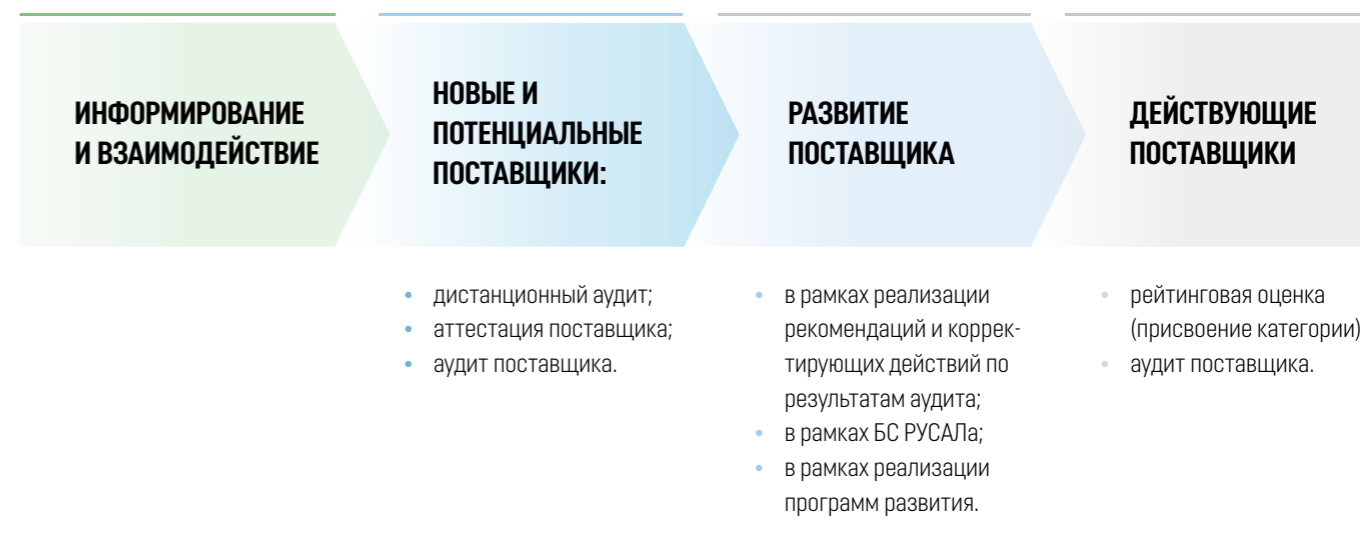 ИНФОРМИРОВАНИЕ
И ВЗАИМОДЕЙСТВИЕ
НОВЫЕ И
ПОТЕНЦИАЛЬНЫЕ
ПОСТАВЩИКИ:
• дистанционный аудит;
• аттестация поставщика;
• аудит поставщика.
РАЗВИТИЕ
ПОСТАВЩИКА
• в рамках реализации
рекомендаций и коррек-
тирующих действий по
результатам аудита;
• в рамках БС РУСАЛа;
• в рамках реализации
программ развития.
ДЕЙСТВУЮЩИЕ
ПОСТАВЩИКИ
• рейтинговая оценка
(присвоение категории)
• аудит поставщика.